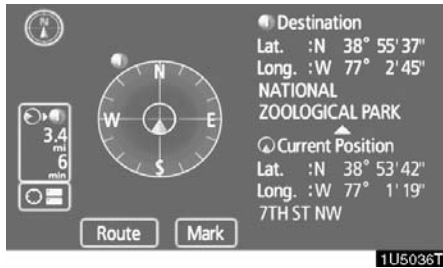 Destination
Lat. :N 38° 55'37"
Long. :W 77° 2'45"
NATIONAL
ZOOLOGICAL PARK
Current Position
Lat. :N 38° 53'42"
Long. :W 77° 1'19"
7TH ST NW
N
W
E
S
3.4
mi
6
min
Route
Mark
1U5036T